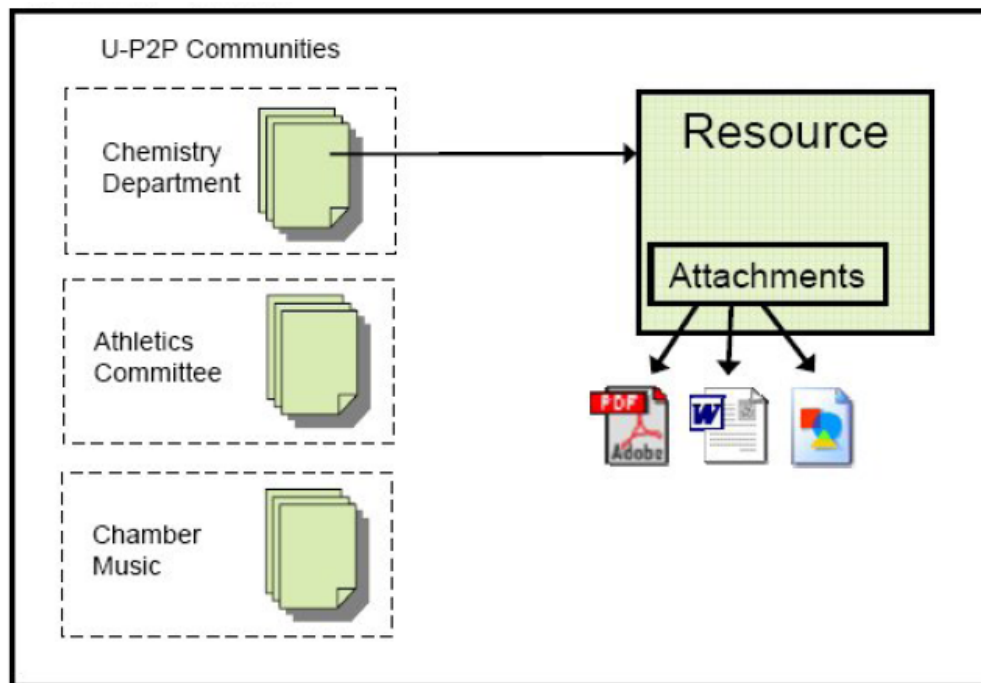 U-P2P Communities
Chemistry
Department
Resource
Attachments
Athletics
Committee
PDF
W
Adobe
Chamber
Music